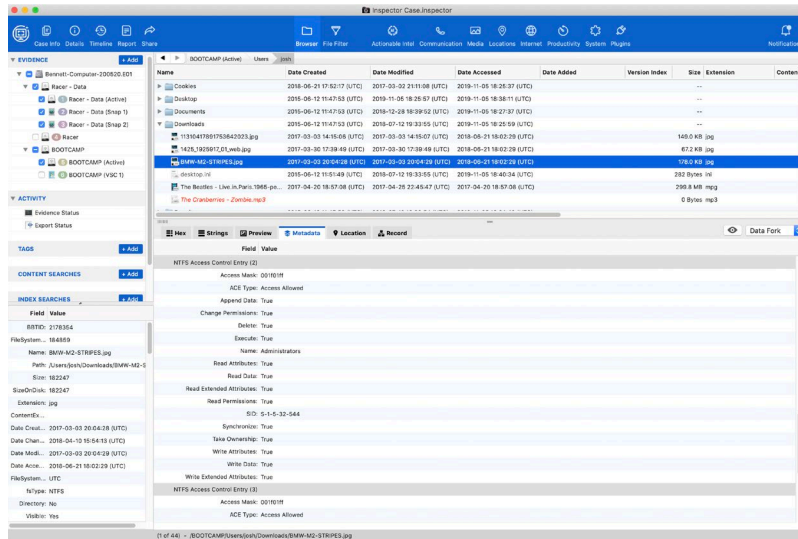 Inspector Case.inspector
Case Info Details Timeline Report Share
Browser File Filter Actionable Intel Communication Media Locations Internet Productivity System Plugins
Notification
EVIDENCE + Add
Bennett-Computer-200520.E01
Racer - Data
Racer - Data (Active)
Racer - Data (Snap 1)
Racer - Data (Snap 2)
Racer
BOOTCAMP
BOOTCAMP (Active)
BOOTCAMP (VSC 1)
ACTIVITY
Evidence Status
Export Status
TAGS + Add
CONTENT SEARCHES + Add
INDEX SEARCHES + Add
Field Value
BBTID: 2178364
FileSystem... 184869
Name: BMW-M2-STRIPES.jpg
Path: /Users/josh/Downloads/BMW-M2-S
Size: 182247
SizeOnDisk: 182247
Extension: jpg
ContentEx...
Date Creat... 2017-03-03 20:04:28 (UTC)
Date Chan... 2018-04-10 15:54:13 (UTC)
Date Modi... 2017-03-03 20:04:29 (UTC)
Date Acce... 2018-06-21 18:02:29 (UTC)
FileSystem... UTC
fsType: NTFS
Directory: No
Visible: Yes
BOOTCAMP (Active) Users josh
Name Date Created Date Modified Date Accessed Date Added Version Index Size Extension Conten
Cookies 2018-06-21 17:52:17 (UTC) 2017-03-02 21:11:08 (UTC) 2019-11-05 18:25:37 (UTC) --
Desktop 2015-06-12 11:47:53 (UTC) 2019-11-05 18:25:57 (UTC) 2019-11-05 18:38:11 (UTC) --
Documents 2015-06-12 11:47:53 (UTC) 2018-12-28 18:39:52 (UTC) 2019-11-05 18:27:37 (UTC) --
Downloads 2015-06-12 11:47:53 (UTC) 2018-07-12 19:33:55 (UTC) 2019-11-05 18:25:59 (UTC) --
11310417891753642023.jpg 2017-03-03 14:15:06 (UTC) 2017-03-03 14:15:07 (UTC) 2018-06-21 18:02:29 (UTC) 149.0 KB jpg
1425_1925917_01_web.jpg 2017-03-30 17:39:49 (UTC) 2017-03-30 17:39:49 (UTC) 2018-06-21 18:02:29 (UTC) 67.2 KB jpg
BMW-M2-STRIPES.jpg 2017-03-03 20:04:28 (UTC) 2017-03-03 20:04:29 (UTC) 2018-06-21 18:02:29 (UTC) 178.0 KB jpg
desktop.ini 2015-06-12 11:51:49 (UTC) 2018-07-12 19:33:55 (UTC) 2019-11-05 18:40:34 (UTC) 282 Bytes ini
The Beatles - Live.in.Paris.1965-pe... 2017-04-20 18:57:08 (UTC) 2017-04-26 22:45:47 (UTC) 2017-04-20 18:57:08 (UTC) 299.8 MB mpg
The Cranberries - Zombie.mp3 0 Bytes mp3
Hex Strings Preview Metadata Location Record Data Fork
Field Value
NTFS Access Control Entry (2)
Access Mask: 001f01ff
ACE Type: Access Allowed
Append Data: True
Change Permissions: True
Delete: True
Execute: True
Name: Administrators
Read Attributes: True
Read Data: True
Read Extended Attributes: True
Read Permissions: True
SID: S-1-5-32-544
Synchronize: True
Take Ownership: True
Write Attributes: True
Write Data: True
Write Extended Attributes: True
NTFS Access Control Entry (3)
Access Mask: 001f01ff
ACE Type: Access Allowed
(1 of 44) - /BOOTCAMP/Users/josh/Downloads/BMW-M2-STRIPES.jpg